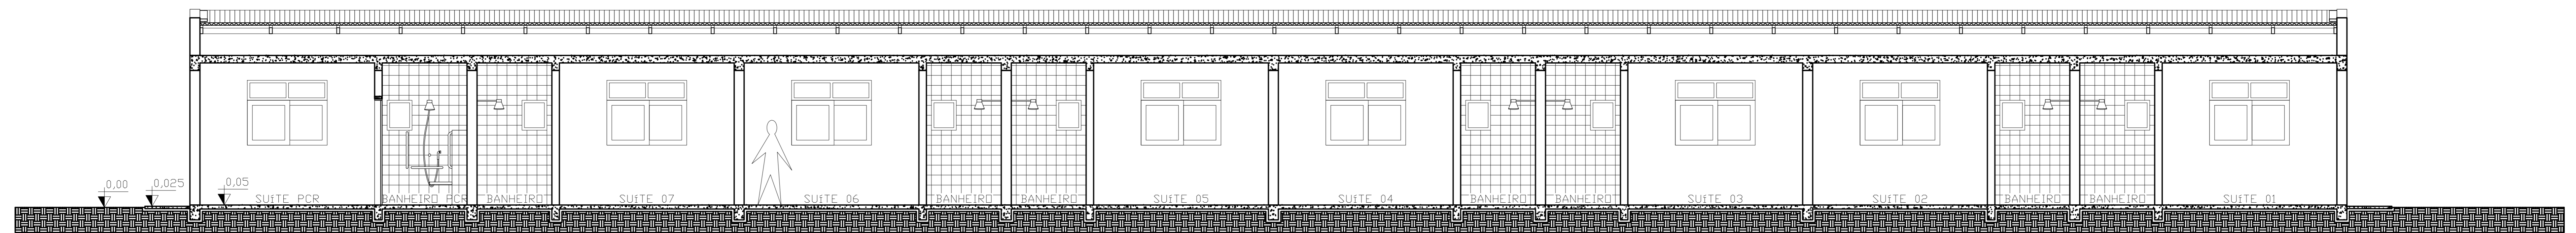 0,00
0,025
0,05
SUíTE PCR
BANHEIRO PCR
BANHEIRO
SUíTE 07
SUíTE 06
BANHEIRO
BANHEIRO
SUíTE 05
SUíTE 04
BANHEIRO
BANHEIRO
SUíTE 03
SUíTE 02
BANHEIRO
BANHEIRO
SUíTE 01